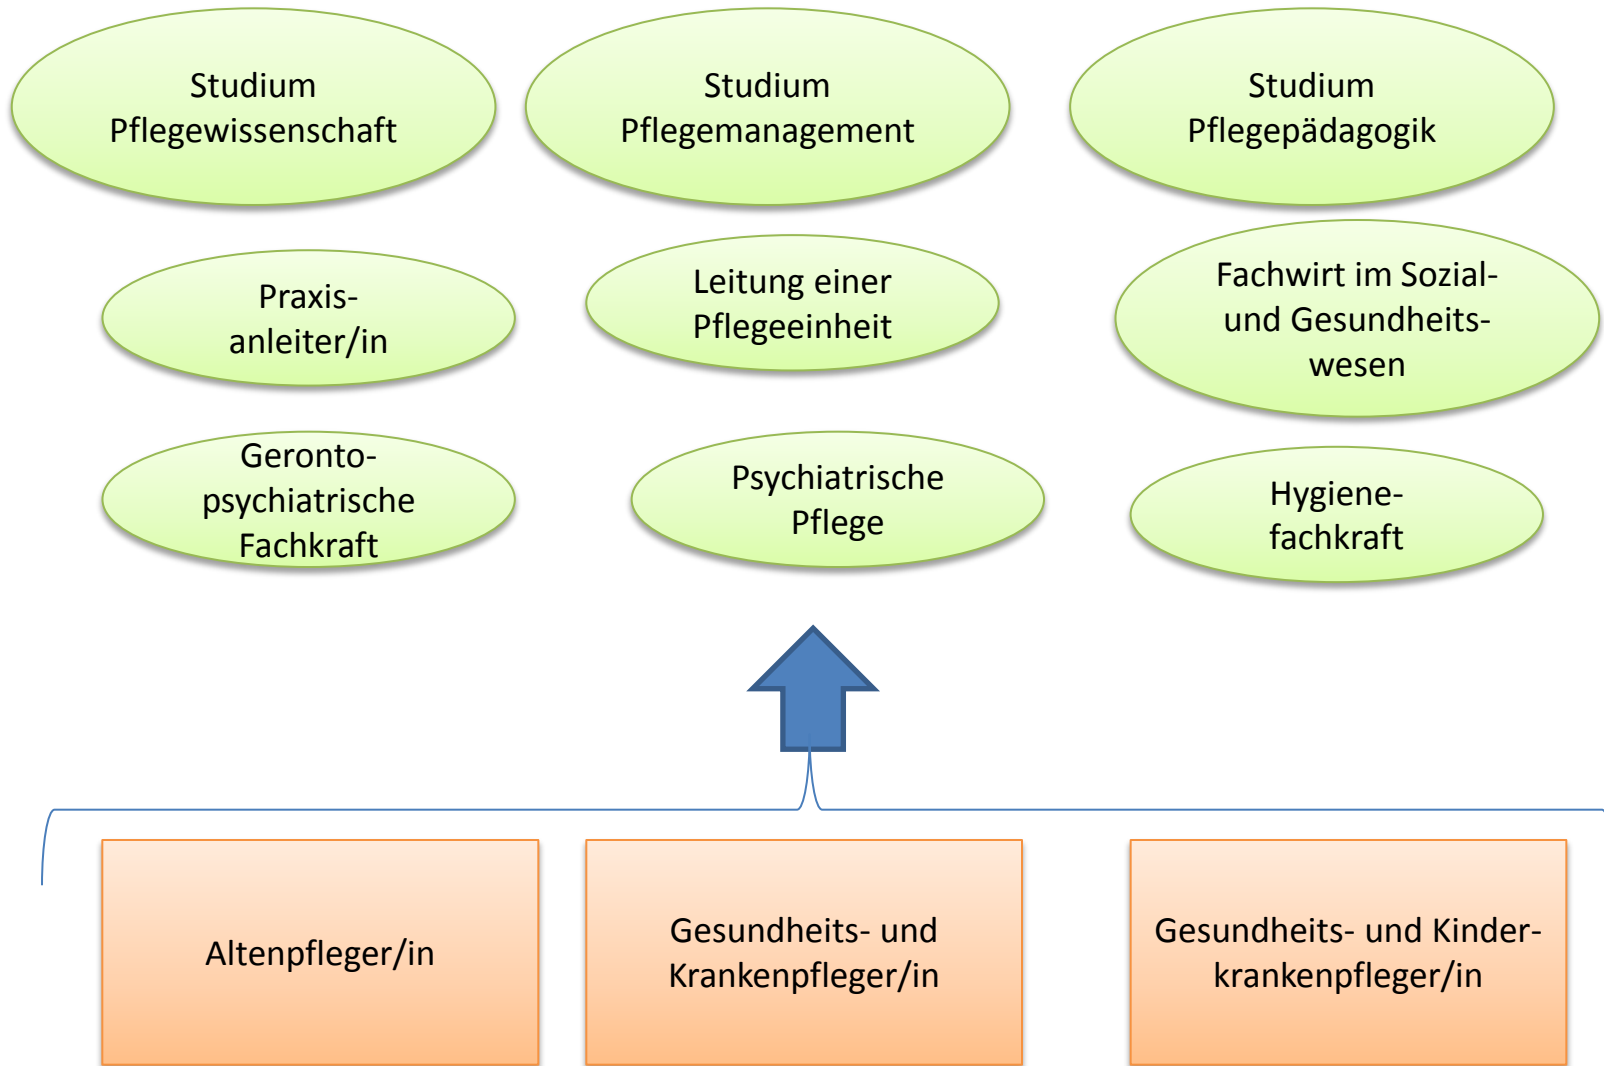 Studium
Pflegewissenschaft
Studium
Pflegemanagement
Studium
Pflegepädagogik
Praxis-
anleiter/in
Leitung einer
Pflegeeinheit
Fachwirt im Sozial-
und Gesundheits-
wesen
Geronto-
psychiatrische
Fachkraft
Psychiatrische
Pflege
Hygiene-
fachkraft
Altenpfleger/in
Gesundheits- und
Krankenpfleger/in
Gesundheits- und Kinder-
krankenpfleger/in